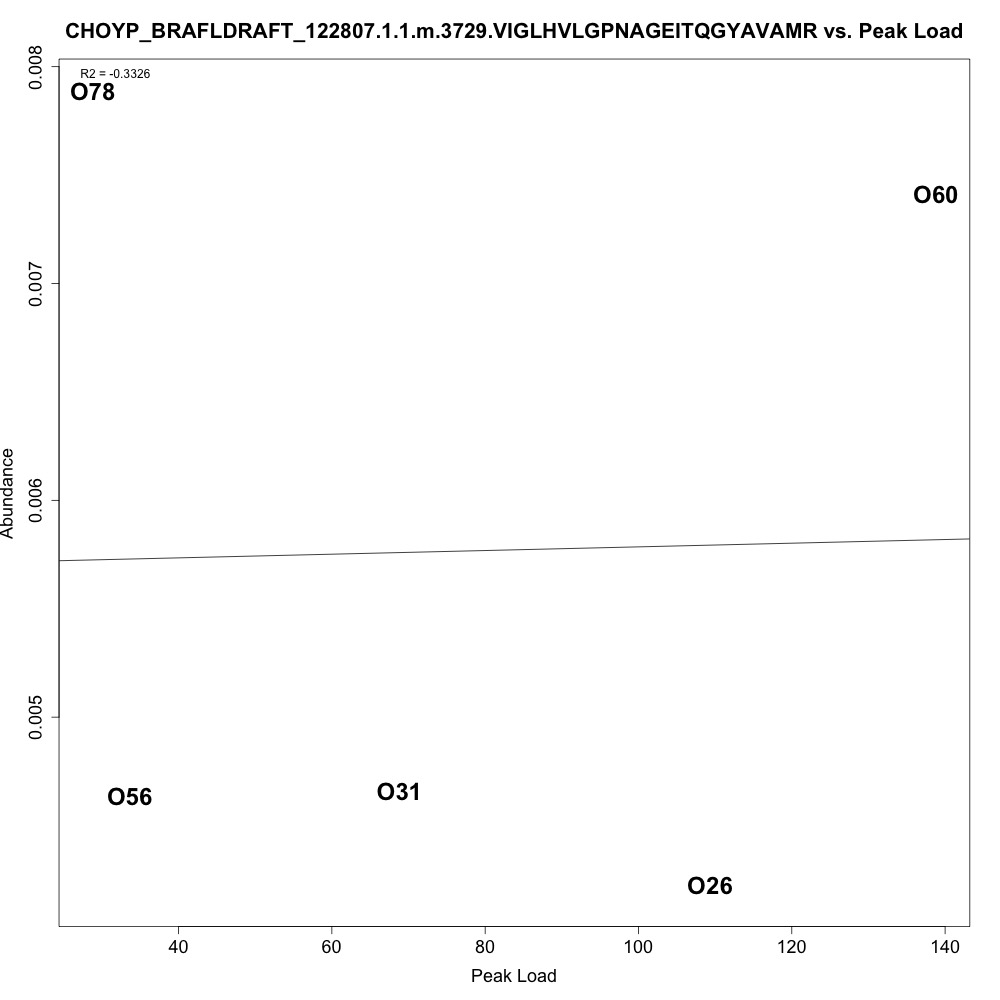 CHOYP_BRAFLDRAFT_122807.1.1.m.3729.VIGLHVLGPNAGEITQGYAVAMR vs. Peak Load
R2 = -0.3326
O78
O60
O56
O31
O26
0.008
0.007
0.006
0.005
Abundance
40 60 80 100 120 140
Peak Load